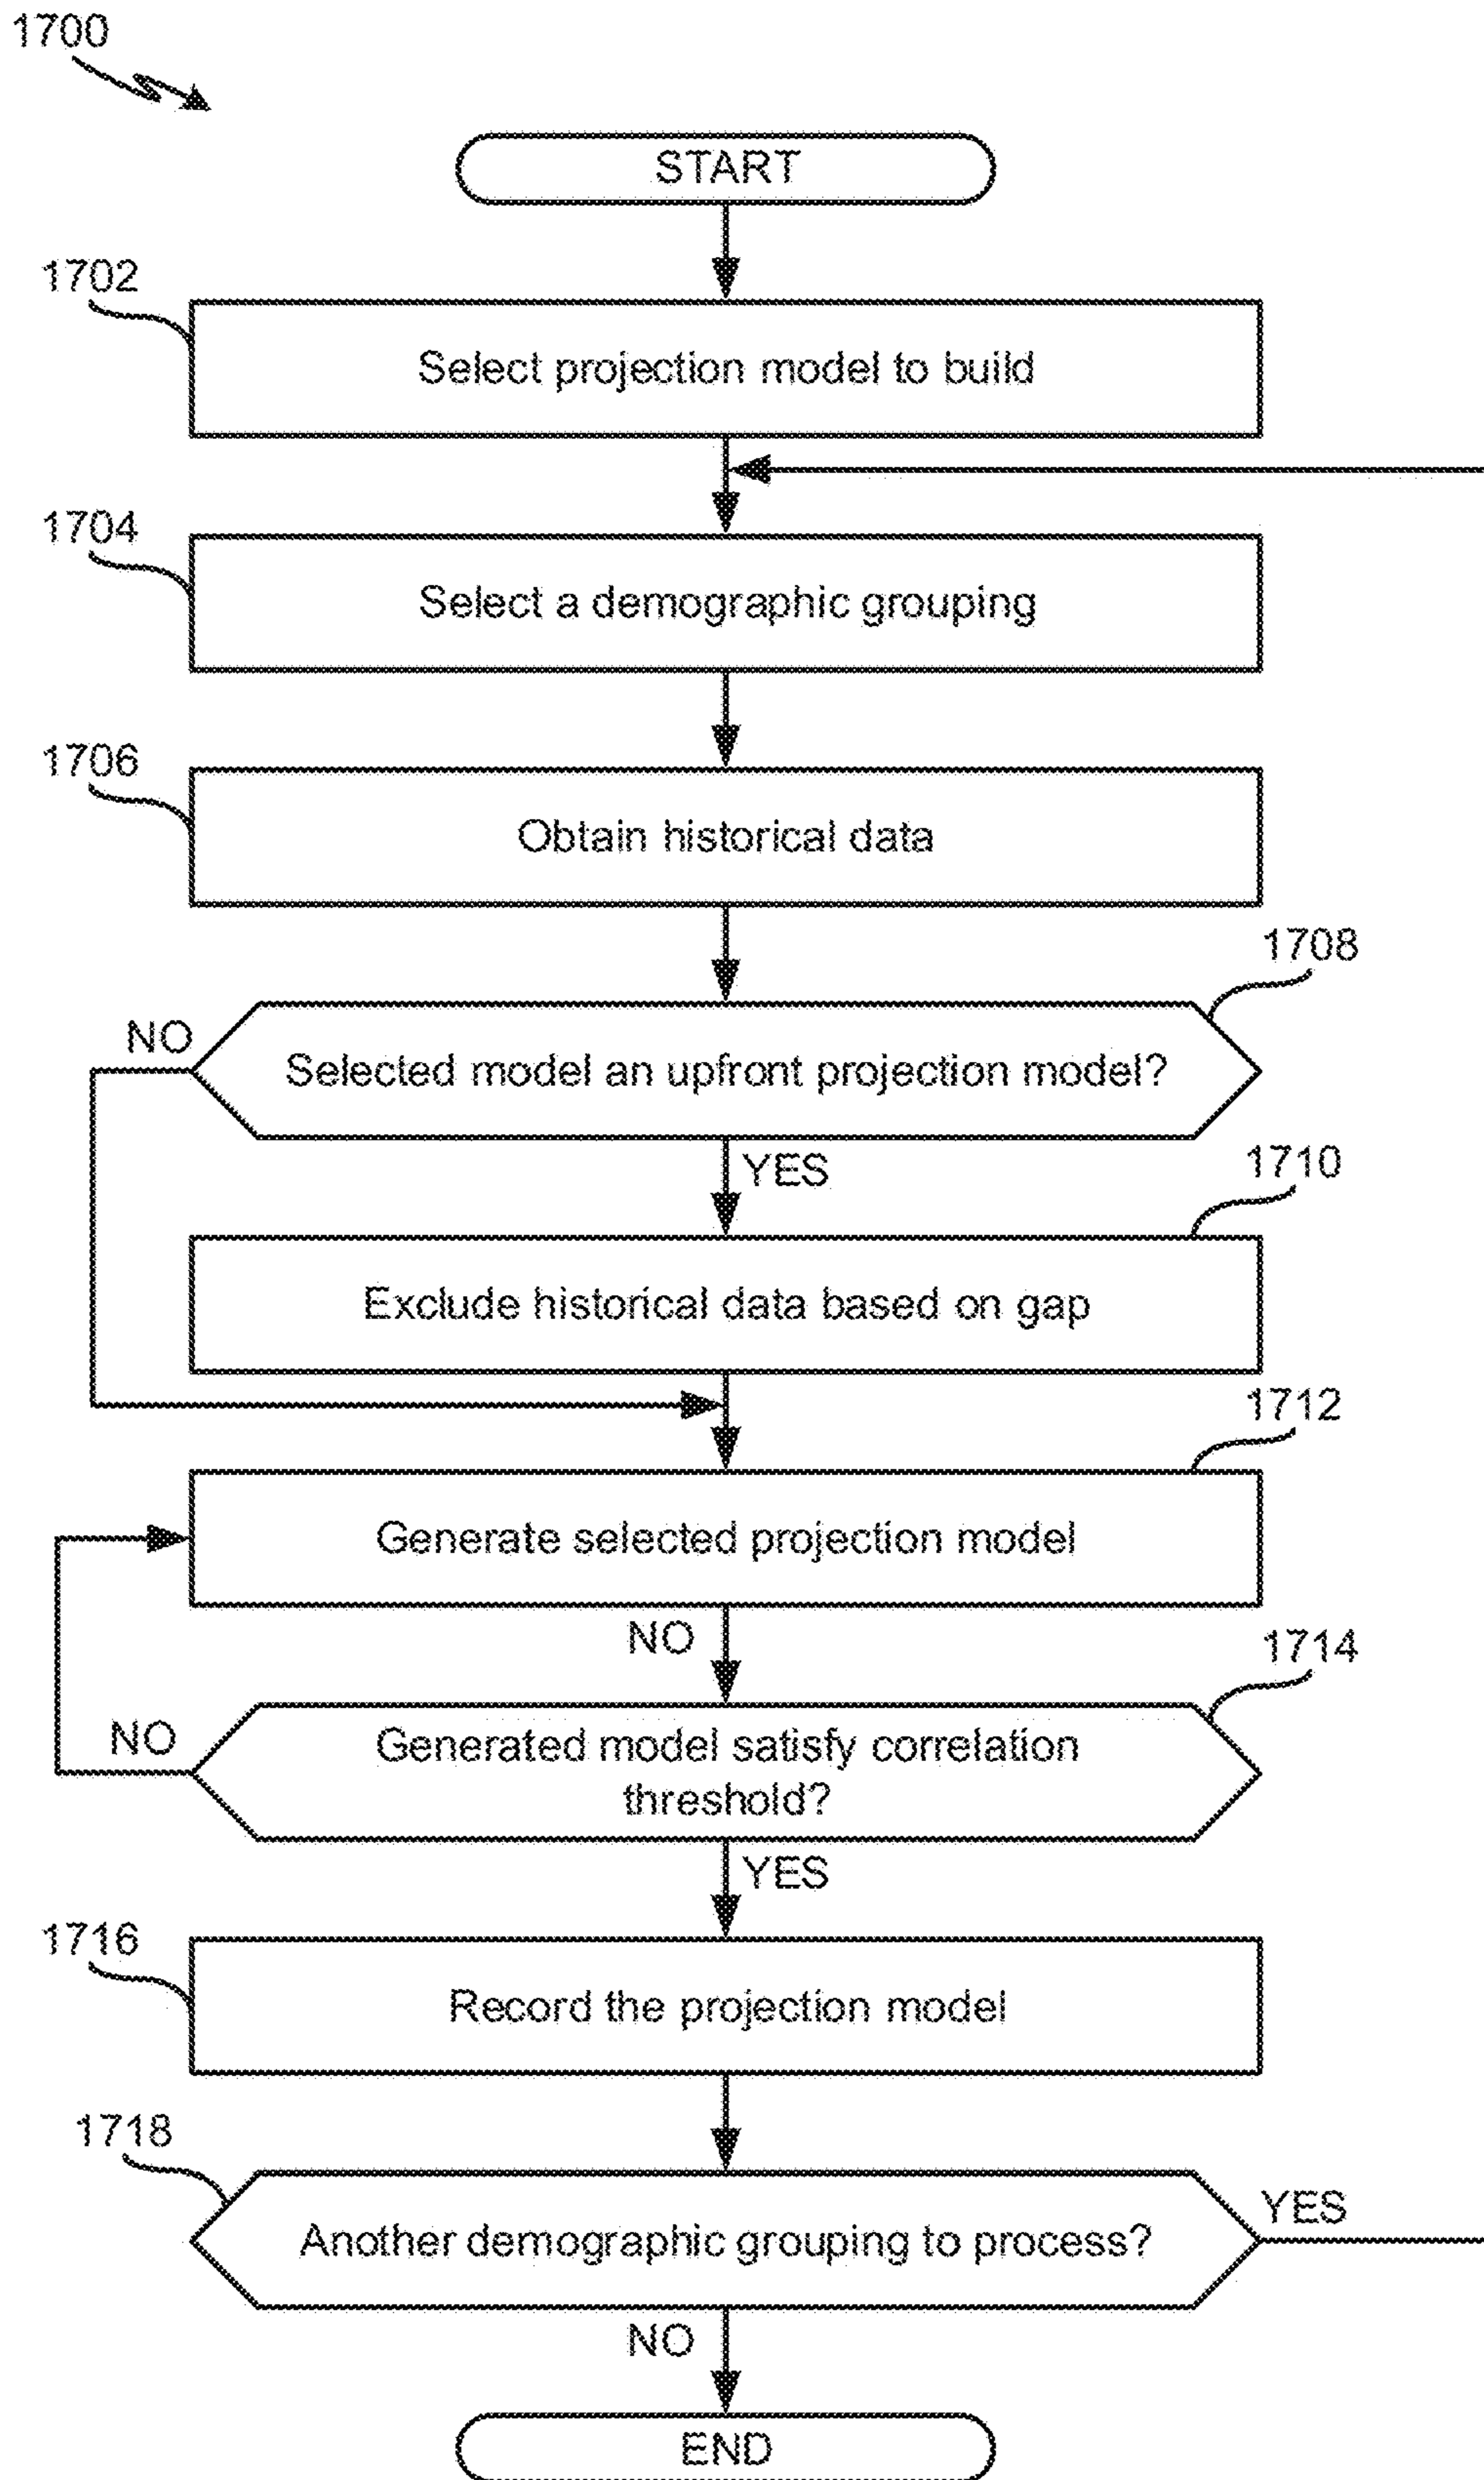 1700
START
1702
Select projection model to build
1704
Select a demographic grouping
1706
Obtain historical data
1708
NO
Selected model an upfront projection model?
YES
1710
Exclude historical data based on gap
1712
Generate selected projection model
NO
1714
NO
Generated model satisfy correlation
threshold?
YES
1716
Record the projection model
1718
Another demographic grouping to process?
YES
NO
END